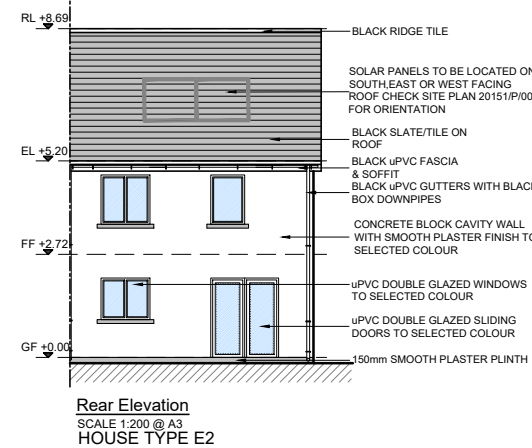 RL +8.69
BLACK RIDGE TILE
SOLAR PANELS TO BE LOCATED ON
SOUTH,EAST OR WEST FACING
ROOF CHECK SITE PLAN 20151/P/00
FOR ORIENTATION
BLACK SLATE/TILE ON
ROOF
EL +5.20
BLACK uPVC FASCIA
& SOFFIT
BLACK uPVC GUTTERS WITH BLACK
BOX DOWNPIPES
CONCRETE BLOCK CAVITY WALL
WITH SMOOTH PLASTER FINISH TO
SELECTED COLOUR
FF +2.72
uPVC DOUBLE GLAZED WINDOWS
TO SELECTED COLOUR
uPVC DOUBLE GLAZED SLIDING
DOORS TO SELECTED COLOUR
GF +0.00
150mm SMOOTH PLASTER PLINTH
Rear Elevation
SCALE 1:200 @ A3
HOUSE TYPE E2